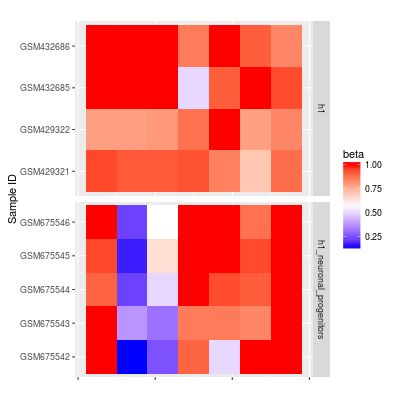 GSM432686
GSM432685
GSM429322
GSM429321
h1
GSM675546
GSM675545
GSM675544
GSM675543
GSM675542
h1_neuronal_progenitors
Sample ID
beta
1.00
0.75
0.50
0.25